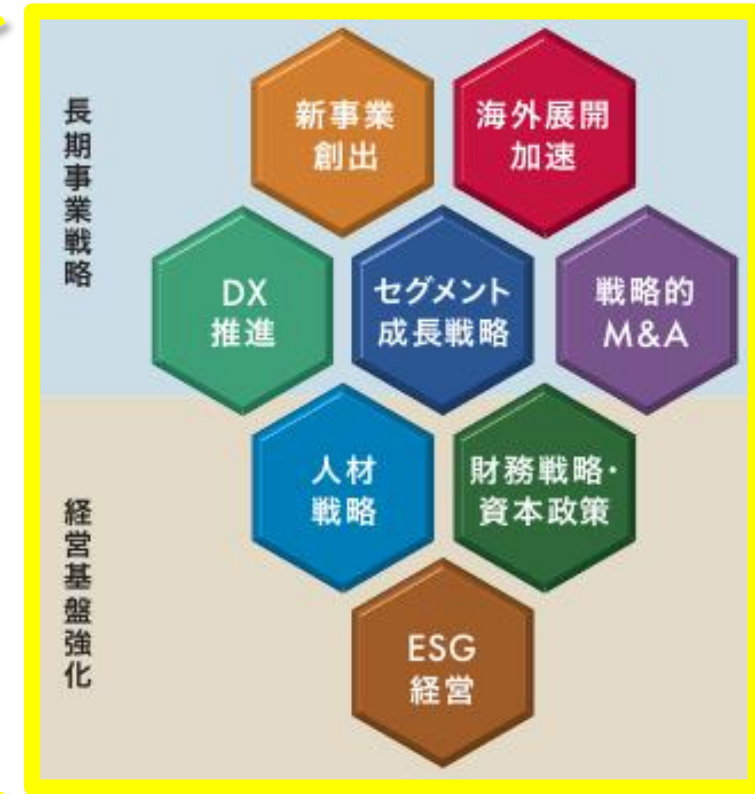 長期事業戦略
新事業
創出
海外展開
加速
DX
推進
セグメント
成長戦略
戦略的
M&A
経営基盤強化
人材
戦略
財務戦略・
資本政策
ESG
経営